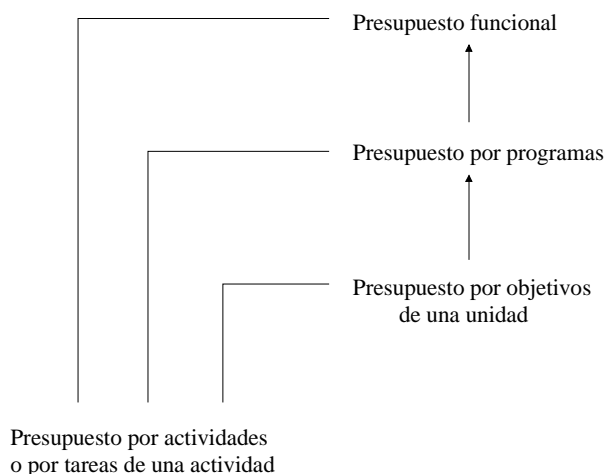 Presupuesto funcional
Presupuesto por programas
Presupuesto por objetivos
de una unidad
Presupuesto por actividades
o por tareas de una actividad